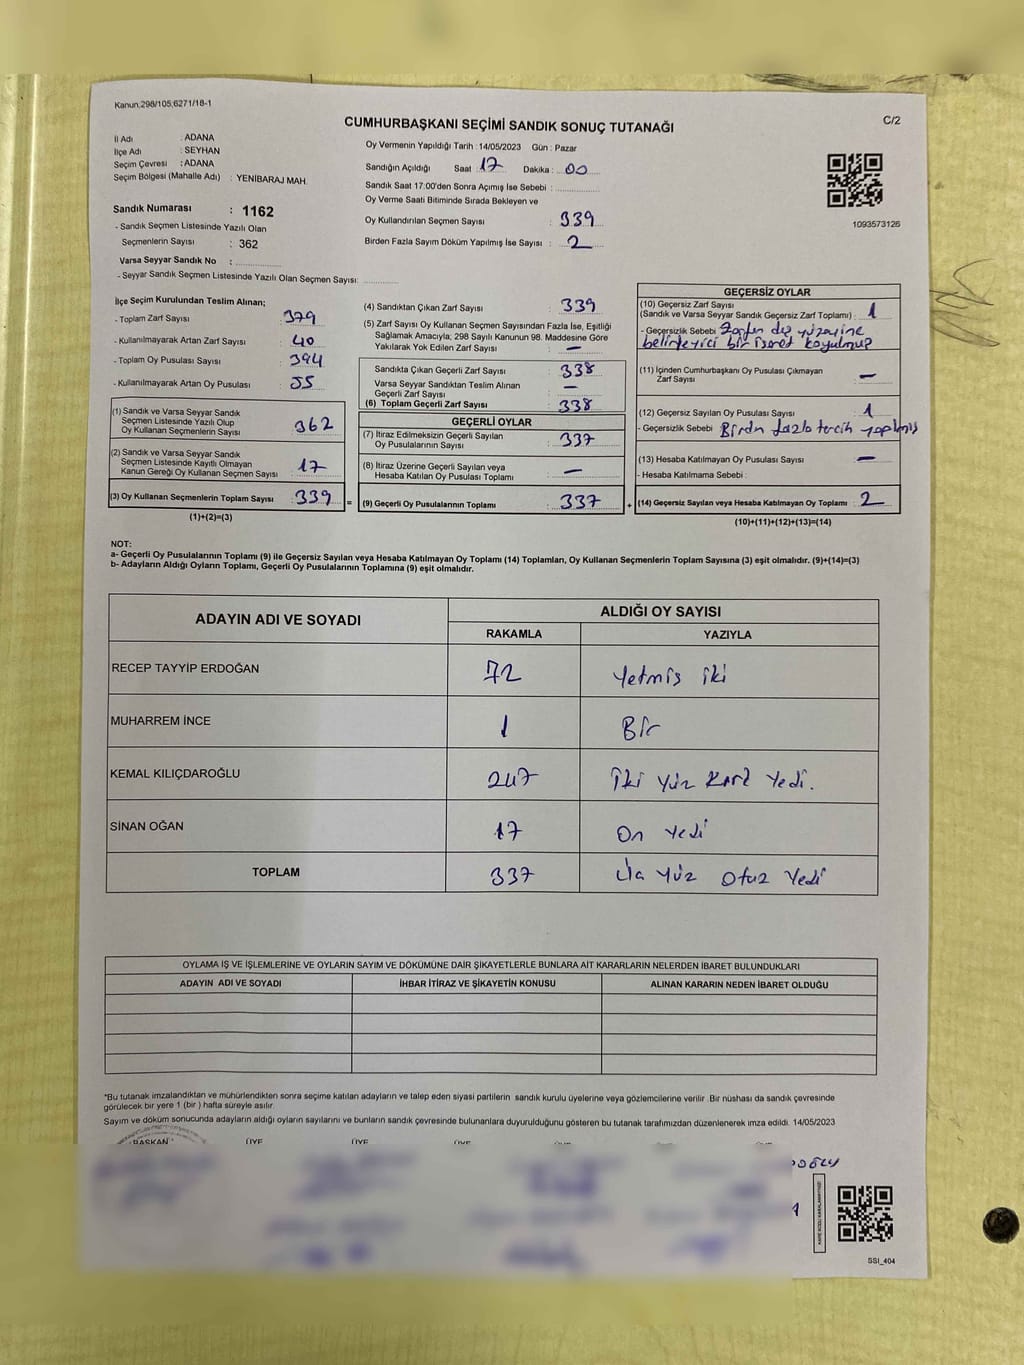 Kanun,298/105,6271/18-1
C/2
CUMHURBAŞKANI SEÇİMİ SANDIK SONUÇ TUTANAĞI
İl Adı : ADANA
İlçe Adı : SEYHAN
Seçim Çevresi : ADANA
Seçim Bölgesi (Mahalle Adı) : YENİBARAJ MAH.
Sandık Numarası : 1162
- Sandık Seçmen Listesinde Yazılı Olan
Seçmenlerin Sayısı : 362
Varsa Seyyar Sandık No :
- Seyyar Sandık Seçmen Listesinde Yazılı Olan Seçmen Sayısı:
Oy Vermenin Yapıldığı Tarih : 14/05/2023 Gün : Pazar
Sandığın Açıldığı Saat : 17 Dakika : 00
Sandık Saat 17:00'den Sonra Açımış İse Sebebi :
Oy Verme Saati Bitiminde Sırada Bekleyen ve
Oy Kullandırılan Seçmen Sayısı : 339
Birden Fazla Sayım Döküm Yapılmış İse Sayısı : 2
1093573126
İlçe Seçim Kurulundan Teslim Alınan;
- Toplam Zarf Sayısı : 379
- Kullanılmayarak Artan Zarf Sayısı : 40
- Toplam Oy Pusulası Sayısı : 394
- Kullanılmayarak Artan Oy Pusulası : 55
(1) Sandık ve Varsa Seyyar Sandık
Seçmen Listesinde Yazılı Olup
Oy Kullanan Seçmenlerin Sayısı : 362
(2) Sandık ve Varsa Seyyar Sandık
Seçmen Listesinde Kayıtlı Olmayan
Kanun Gereği Oy Kullanan Seçmen Sayısı : 17
(3) Oy Kullanan Seçmenlerin Toplam Sayısı : 339 =
(1)+(2)=(3)
(4) Sandıktan Çıkan Zarf Sayısı : 339
(5) Zarf Sayısı Oy Kullanan Seçmen Sayısından Fazla İse, Eşitliği
Sağlamak Amacıyla; 298 Sayılı Kanunun 98. Maddesine Göre
Yakılarak Yok Edilen Zarf Sayısı : —
Sandıkta Çıkan Geçerli Zarf Sayısı : 338
Varsa Seyyar Sandıktan Teslim Alınan
Geçerli Zarf Sayısı : —
(6) Toplam Geçerli Zarf Sayısı : 338
GEÇERLİ OYLAR
(7) İtiraz Edilmeksizin Geçerli Sayılan
Oy Pusulalarının Sayısı : 337
(8) İtiraz Üzerine Geçerli Sayılan veya
Hesaba Katılan Oy Pusulası Toplamı : —
(9) Geçerli Oy Pusulalarının Toplamı : 337 +
GEÇERSİZ OYLAR
(10) Geçersiz Zarf Sayısı
(Sandık ve Varsa Seyyar Sandık Geçersiz Zarf Toplamı) : 1
- Geçersizlik Sebebi : Zarfın dış yüzeyine
belirleyici bir işaret koyulmuş
(11) İçinden Cumhurbaşkanı Oy Pusulası Çıkmayan
Zarf Sayısı : —
(12) Geçersiz Sayılan Oy Pusulası Sayısı : 1
- Geçersizlik Sebebi : Birden fazla tercih yapılmış
(13) Hesaba Katılmayan Oy Pusulası Sayısı : —
- Hesaba Katılmama Sebebi :
(14) Geçersiz Sayılan veya Hesaba Katılmayan Oy Toplamı : 2
(10)+(11)+(12)+(13)=(14)
NOT:
a- Geçerli Oy Pusulalarının Toplamı (9) ile Geçersiz Sayılan veya Hesaba Katılmayan Oy Toplamı (14) Toplamları, Oy Kullanan Seçmenlerin Toplam Sayısına (3) eşit olmalıdır. (9)+(14)=(3)
b- Adayların Aldığı Oyların Toplamı, Geçerli Oy Pusulalarının Toplamına (9) eşit olmalıdır.
ADAYIN ADI VE SOYADI ALDIĞI OY SAYISI
RAKAMLA YAZIYLA
RECEP TAYYİP ERDOĞAN 72 Yetmiş iki
MUHARREM İNCE 1 Bir
KEMAL KILIÇDAROĞLU 247 İki Yüz Kırk Yedi.
SİNAN OĞAN 17 On Yedi
TOPLAM 337 Üç Yüz Otuz Yedi
OYLAMA İŞ VE İŞLEMLERİNE VE OYLARIN SAYIM VE DÖKÜMÜNE DAİR ŞİKAYETLERLE BUNLARA AİT KARARLARIN NELERDEN İBARET BULUNDUKLARI
ADAYIN ADI VE SOYADI İHBAR İTİRAZ VE ŞİKAYETİN KONUSU ALINAN KARARIN NEDEN İBARET OLDUĞU
*Bu tutanak imzalandıktan ve mühürlendikten sonra seçime katılan adayların ve talep eden siyasi partilerin sandık kurulu üyelerine veya gözlemcilerine verilir. Bir nüshası da sandık çevresinde
görülecek bir yere 1 (bir) hafta süreyle asılır.
Sayım ve döküm sonucunda adayların aldığı oyların sayılarını ve bunların sandık çevresinde bulunanlara duyurulduğunu gösteren bu tutanak tarafımızdan düzenlenerek imza edildi. 14/05/2023
BAŞKAN ÜYE ÜYE ÜYE
SSI_404